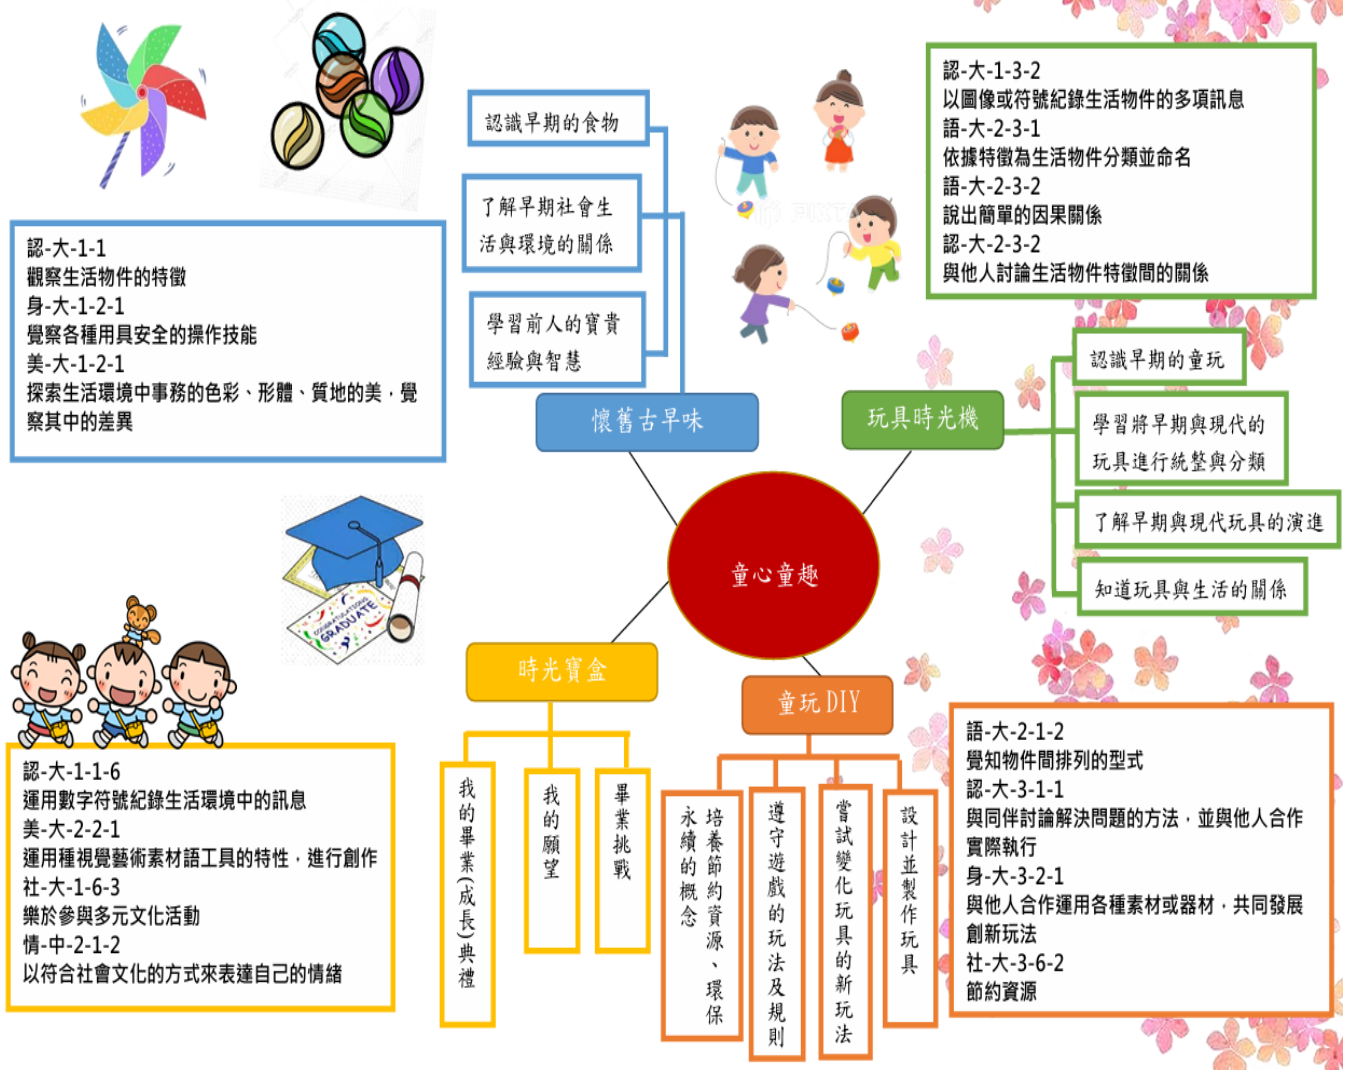 認-大-1-1
觀察生活物件的特徵
身-大-1-2-1
覺察各種用具安全的操作技能
美-大-1-2-1
探索生活環境中事務的色彩、形體、質地的美，覺
察其中的差異
認識早期的食物
了解早期社會生
活與環境的關係
學習前人的寶貴
經驗與智慧
懷舊古早味
認-大-1-3-2
以圖像或符號紀錄生活物件的多項訊息
語-大-2-3-1
依據特徵為生活物件分類並命名
語-大-2-3-2
說出簡單的因果關係
認-大-2-3-2
與他人討論生活物件特徵間的關係
玩具時光機
認識早期的童玩
學習將早期與現代的
玩具進行統整與分類
了解早期與現代玩具的演進
知道玩具與生活的關係
童心童趣
CONGRATULATIONS
GRADUATE
時光寶盒
我的畢業(成長)典禮
我的願望
畢業挑戰
認-大-1-1-6
運用數字符號紀錄生活環境中的訊息
美-大-2-2-1
運用種視覺藝術素材語工具的特性，進行創作
社-大-1-6-3
樂於參與多元文化活動
情-中-2-1-2
以符合社會文化的方式來表達自己的情緒
童玩DIY
培養節約資源、環保
永續的概念
遵守遊戲的玩法及規則
嘗試變化玩具的新玩法
設計並製作玩具
語-大-2-1-2
覺知物件間排列的型式
認-大-3-1-1
與同伴討論解決問題的方法，並與他人合作
實際執行
身-大-3-2-1
與他人合作運用各種素材或器材，共同發展
創新玩法
社-大-3-6-2
節約資源